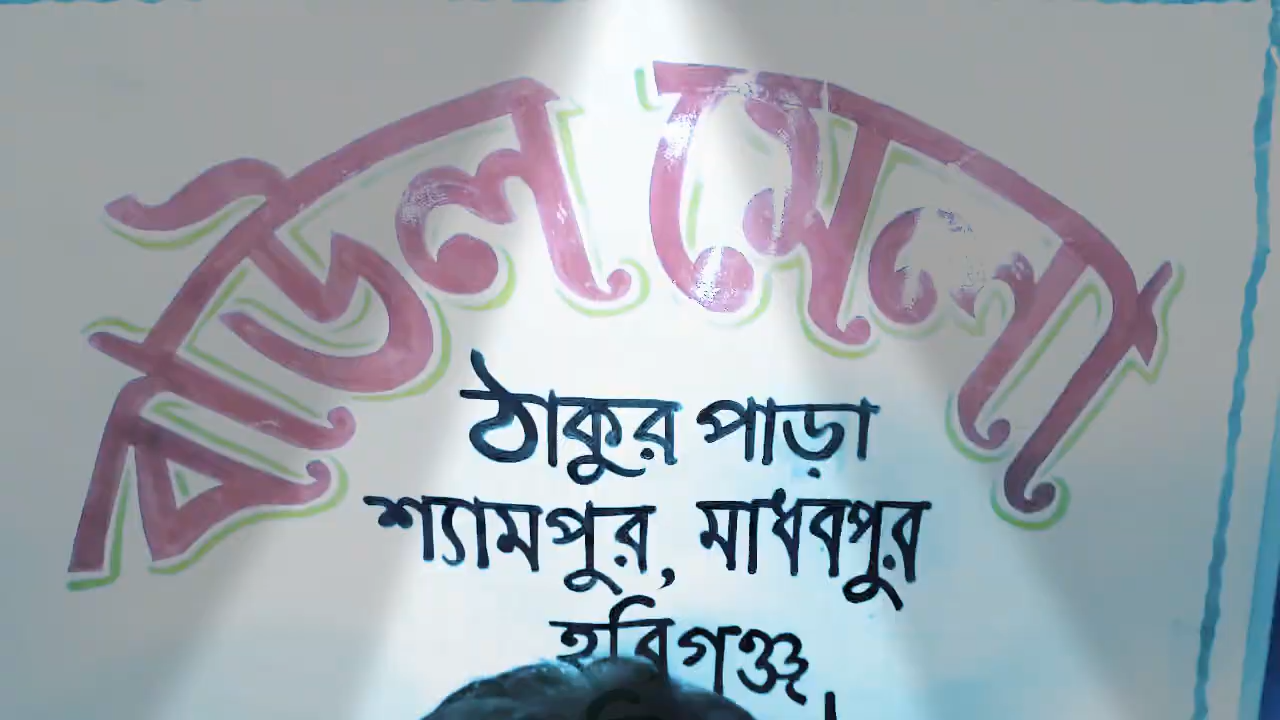 বাউল মেলা
ঠাকুর পাড়া
শ্যামপুর, মাধবপুর
হবিগঞ্জ